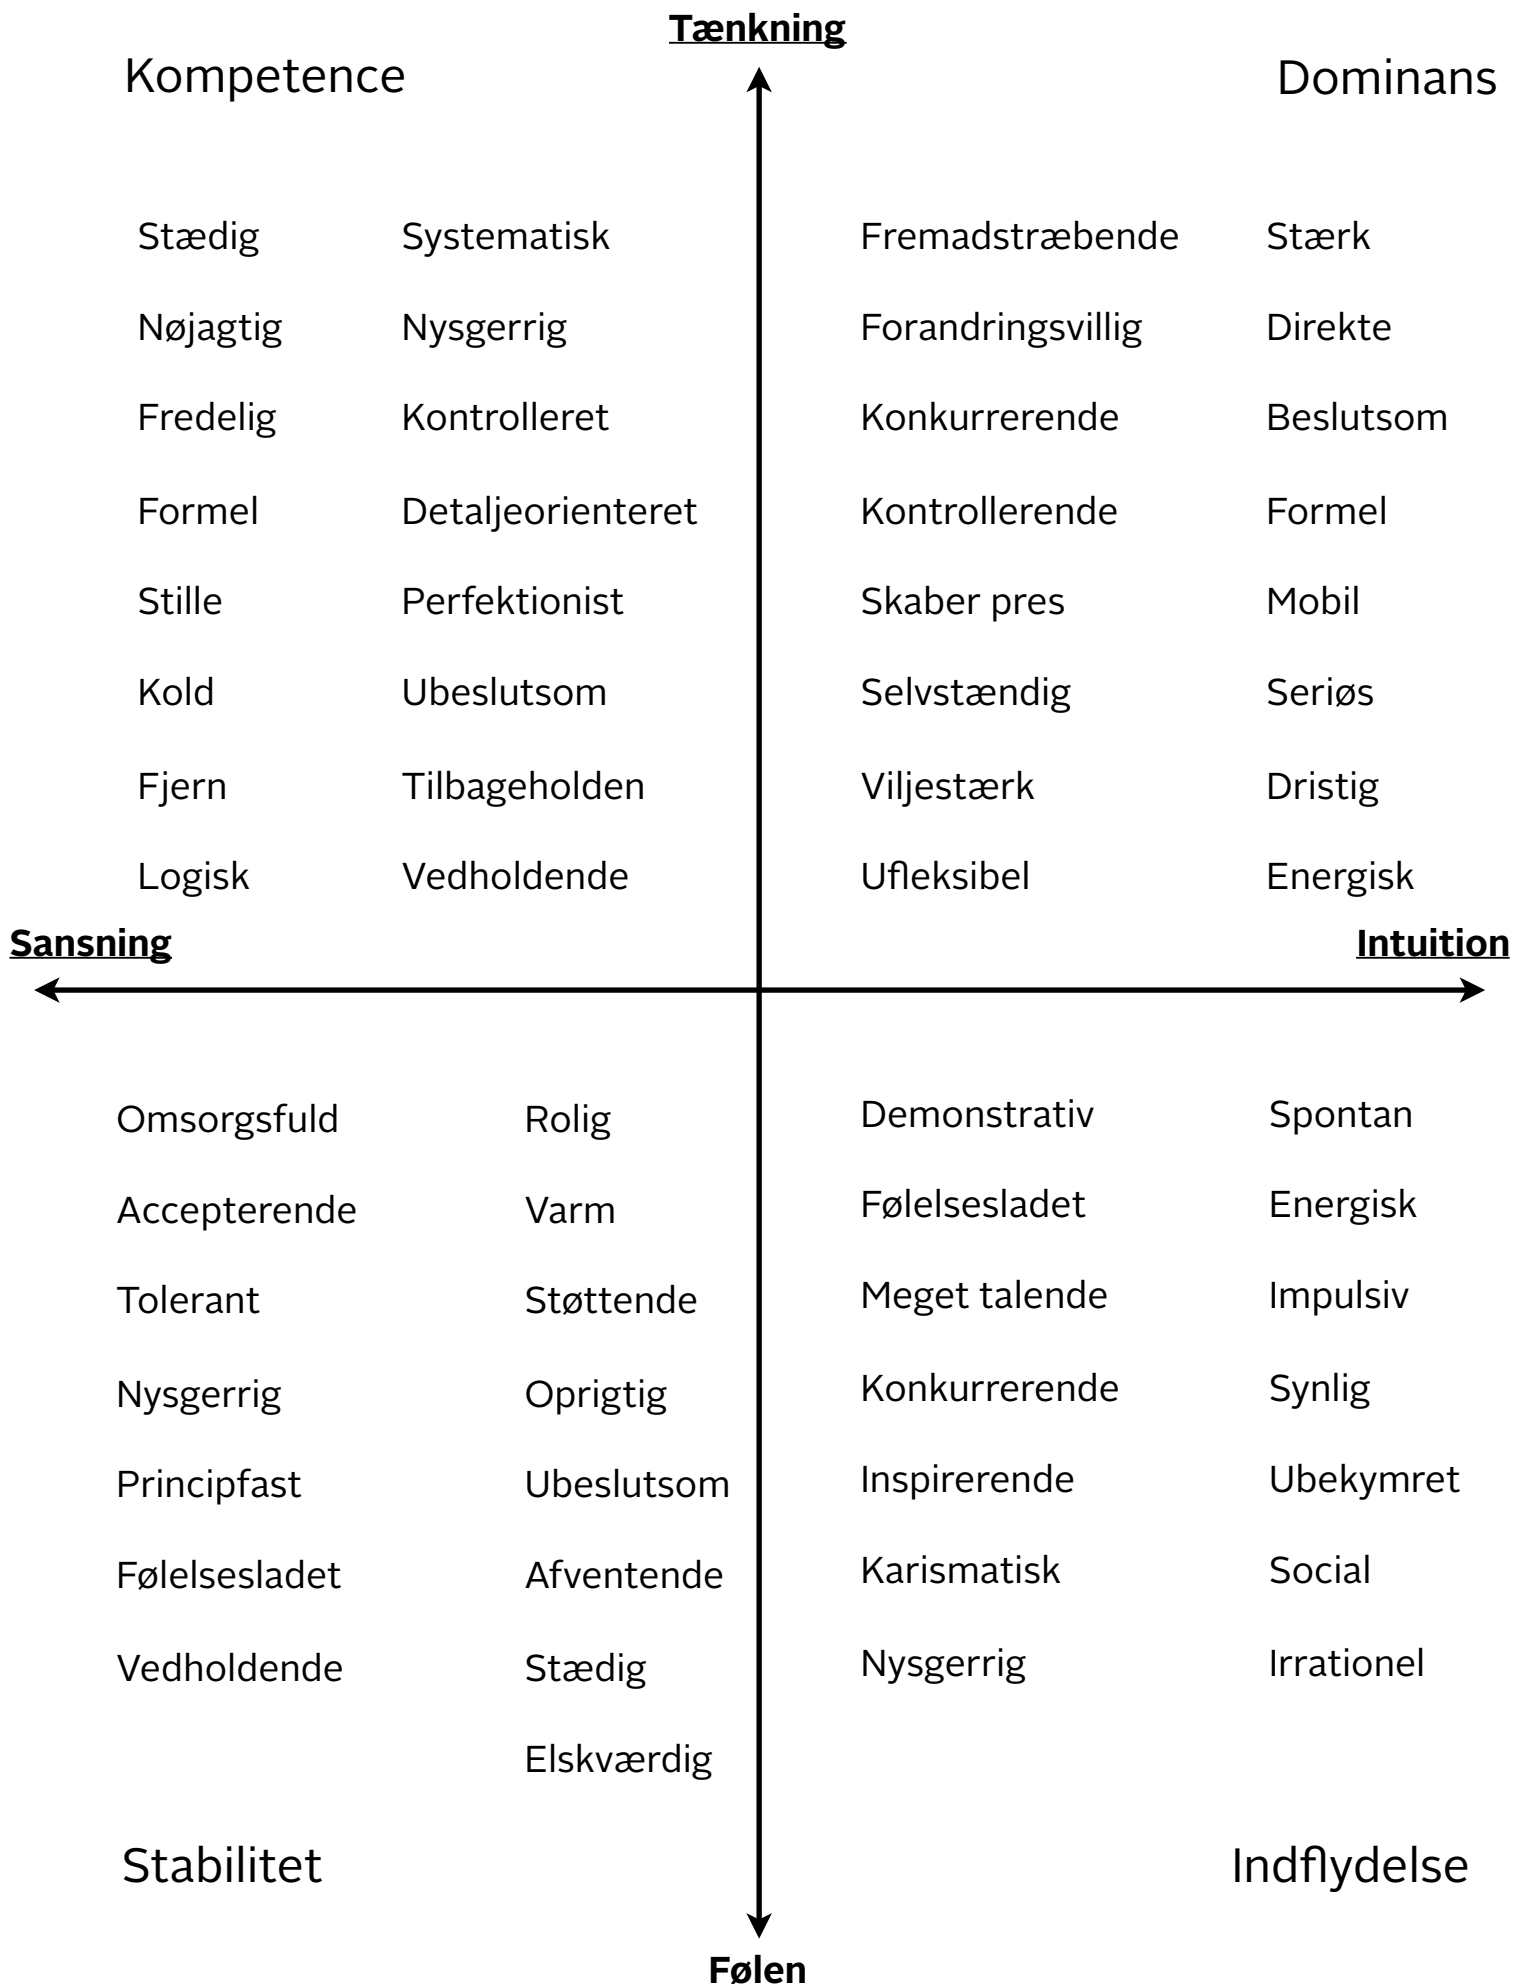 Tænkning
Kompetence Dominans
Stædig Systematisk Fremadstræbende Stærk
Nøjagtig Nysgerrig Forandringsvillig Direkte
Fredelig Kontrolleret Konkurrerende Beslutsom
Formel Detaljeorienteret Kontrollerende Formel
Stille Perfektionist Skaber pres Mobil
Kold Ubeslutsom Selvstændig Seriøs
Fjern Tilbageholden Viljestærk Dristig
Logisk Vedholdende Ufleksibel Energisk
Sansning Intuition
Omsorgsfuld Rolig Demonstrativ Spontan
Accepterende Varm Følelsesladet Energisk
Tolerant Støttende Meget talende Impulsiv
Nysgerrig Oprigtig Konkurrerende Synlig
Principfast Ubeslutsom Inspirerende Ubekymret
Følelsesladet Afventende Karismatisk Social
Vedholdende Stædig Nysgerrig Irrationel
Elskværdig
Stabilitet Indflydelse
Følen